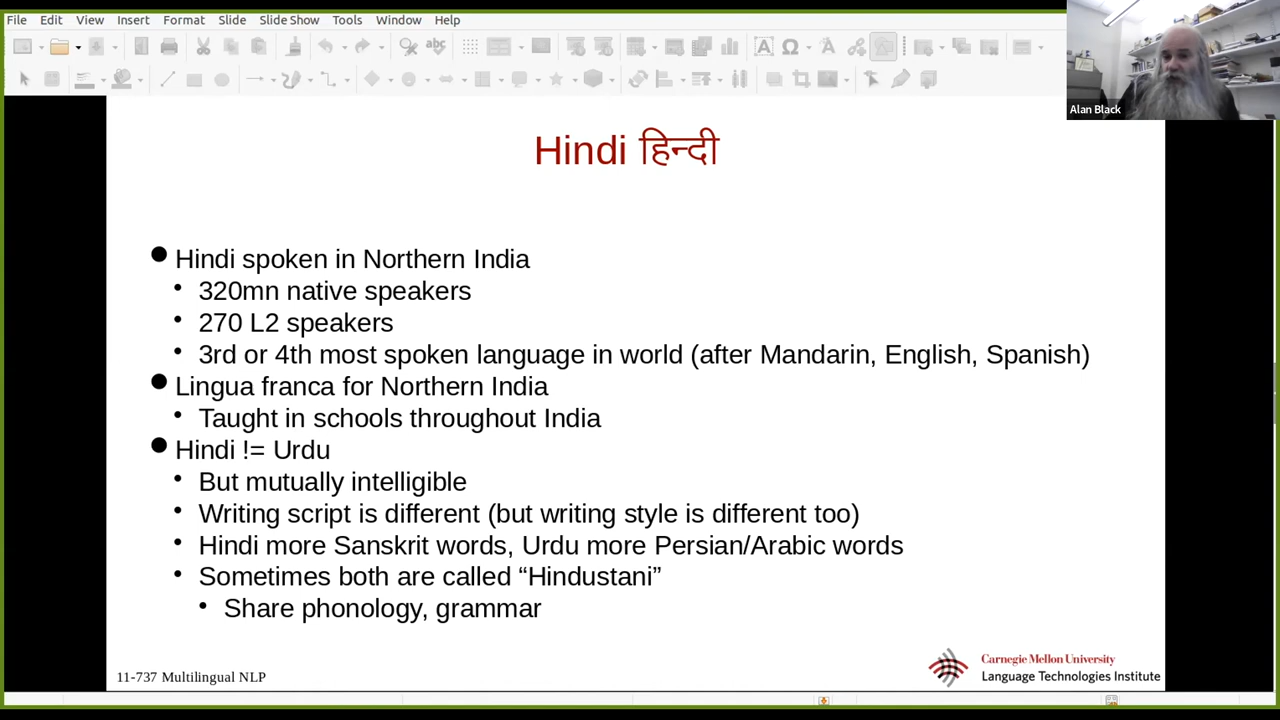 File Edit View Insert Format Slide Slide Show Tools Window Help
abc
Alan Black
Hindi हिन्दी
Hindi spoken in Northern India
320mn native speakers
270 L2 speakers
3rd or 4th most spoken language in world (after Mandarin, English, Spanish)
Lingua franca for Northern India
Taught in schools throughout India
Hindi != Urdu
But mutually intelligible
Writing script is different (but writing style is different too)
Hindi more Sanskrit words, Urdu more Persian/Arabic words
Sometimes both are called “Hindustani”
Share phonology, grammar
11-737 Multilingual NLP
Carnegie Mellon University
Language Technologies Institute